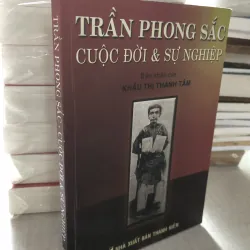 TRẦN PHONG SẮC
CUỘC ĐỜI & SỰ NGHIỆP
KHẤU THỊ THANH TÂM
NHÀ XUẤT BẢN THANH NIÊN
TRẦN PHONG SẮC CUỘC ĐỜI & SỰ NGHIỆP